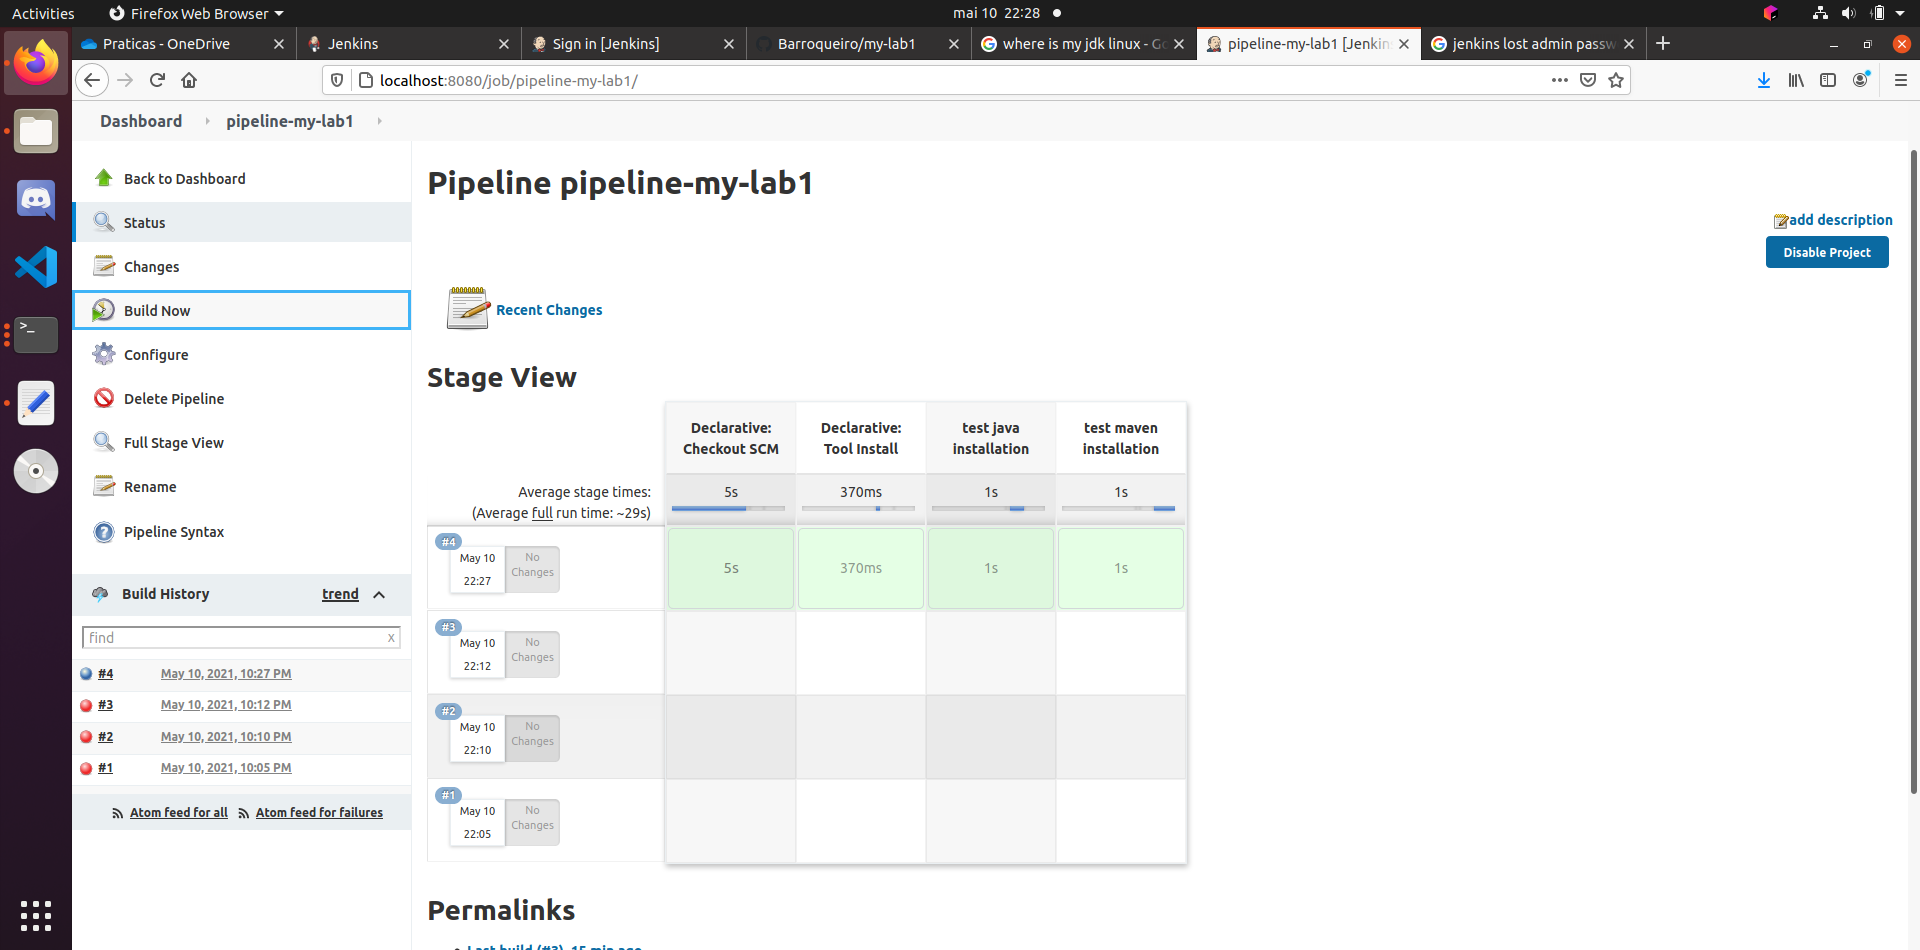 Activities
Firefox Web Browser
mai 10 22:28
Praticas - OneDrive
Jenkins
Sign in [Jenkins]
Barroqueiro/my-lab1
where is my jdk linux - Go
pipeline-my-lab1 [Jenkins
jenkins lost admin passw
localhost:8080/job/pipeline-my-lab1/
Dashboard
pipeline-my-lab1
Back to Dashboard
Status
Changes
Build Now
Configure
Delete Pipeline
Full Stage View
Rename
Pipeline Syntax
Build History
trend
find
x
#4 May 10, 2021, 10:27 PM
#3 May 10, 2021, 10:12 PM
#2 May 10, 2021, 10:10 PM
#1 May 10, 2021, 10:05 PM
Atom feed for all
Atom feed for failures
Pipeline pipeline-my-lab1
add description
Disable Project
Recent Changes
Stage View
Declarative: Checkout SCM
Declarative: Tool Install
test java installation
test maven installation
Average stage times:
(Average full run time: ~29s)
5s
370ms
1s
1s
#4
May 10
22:27
No Changes
5s
370ms
1s
1s
#3
May 10
22:12
No Changes
#2
May 10
22:10
No Changes
#1
May 10
22:05
No Changes
Permalinks
Last build (#3), 15 min ago